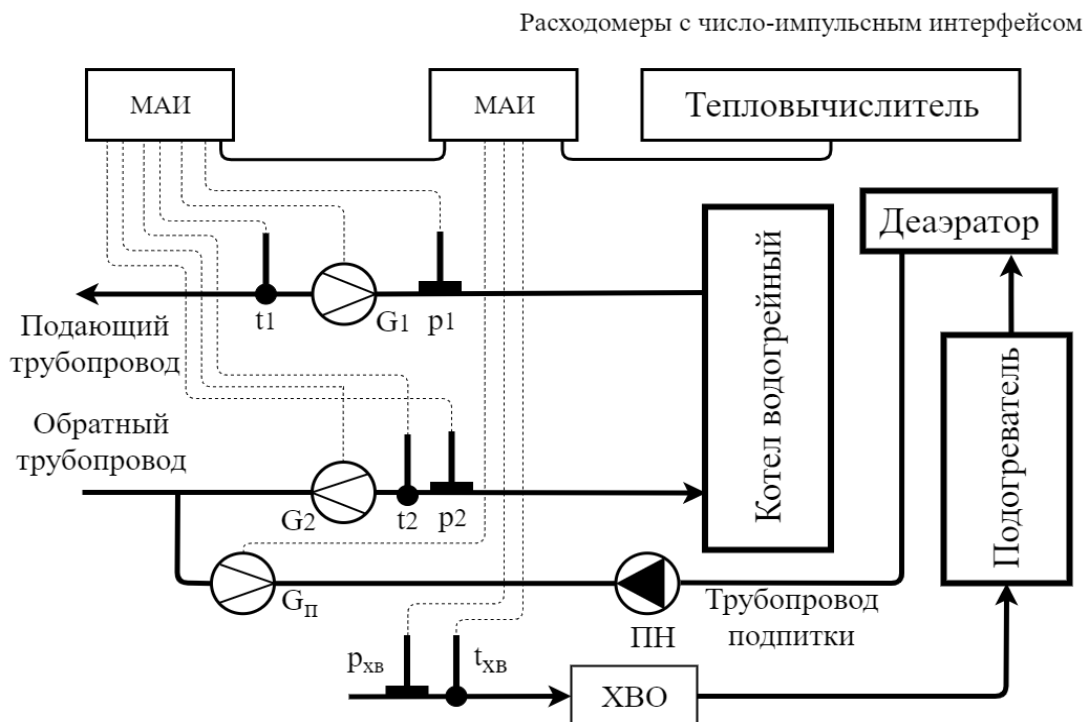 Расходомеры с число-импульсным интерфейсом
МАИ
МАИ
Тепловычислитель
Деаэратор
Котел водогрейный
Подогреватель
t1
G1
p1
Подающий
трубопровод
Обратный
трубопровод
G2
t2
p2
Gп
ПН
Трубопровод
подпитки
pхв
tхв
ХВО